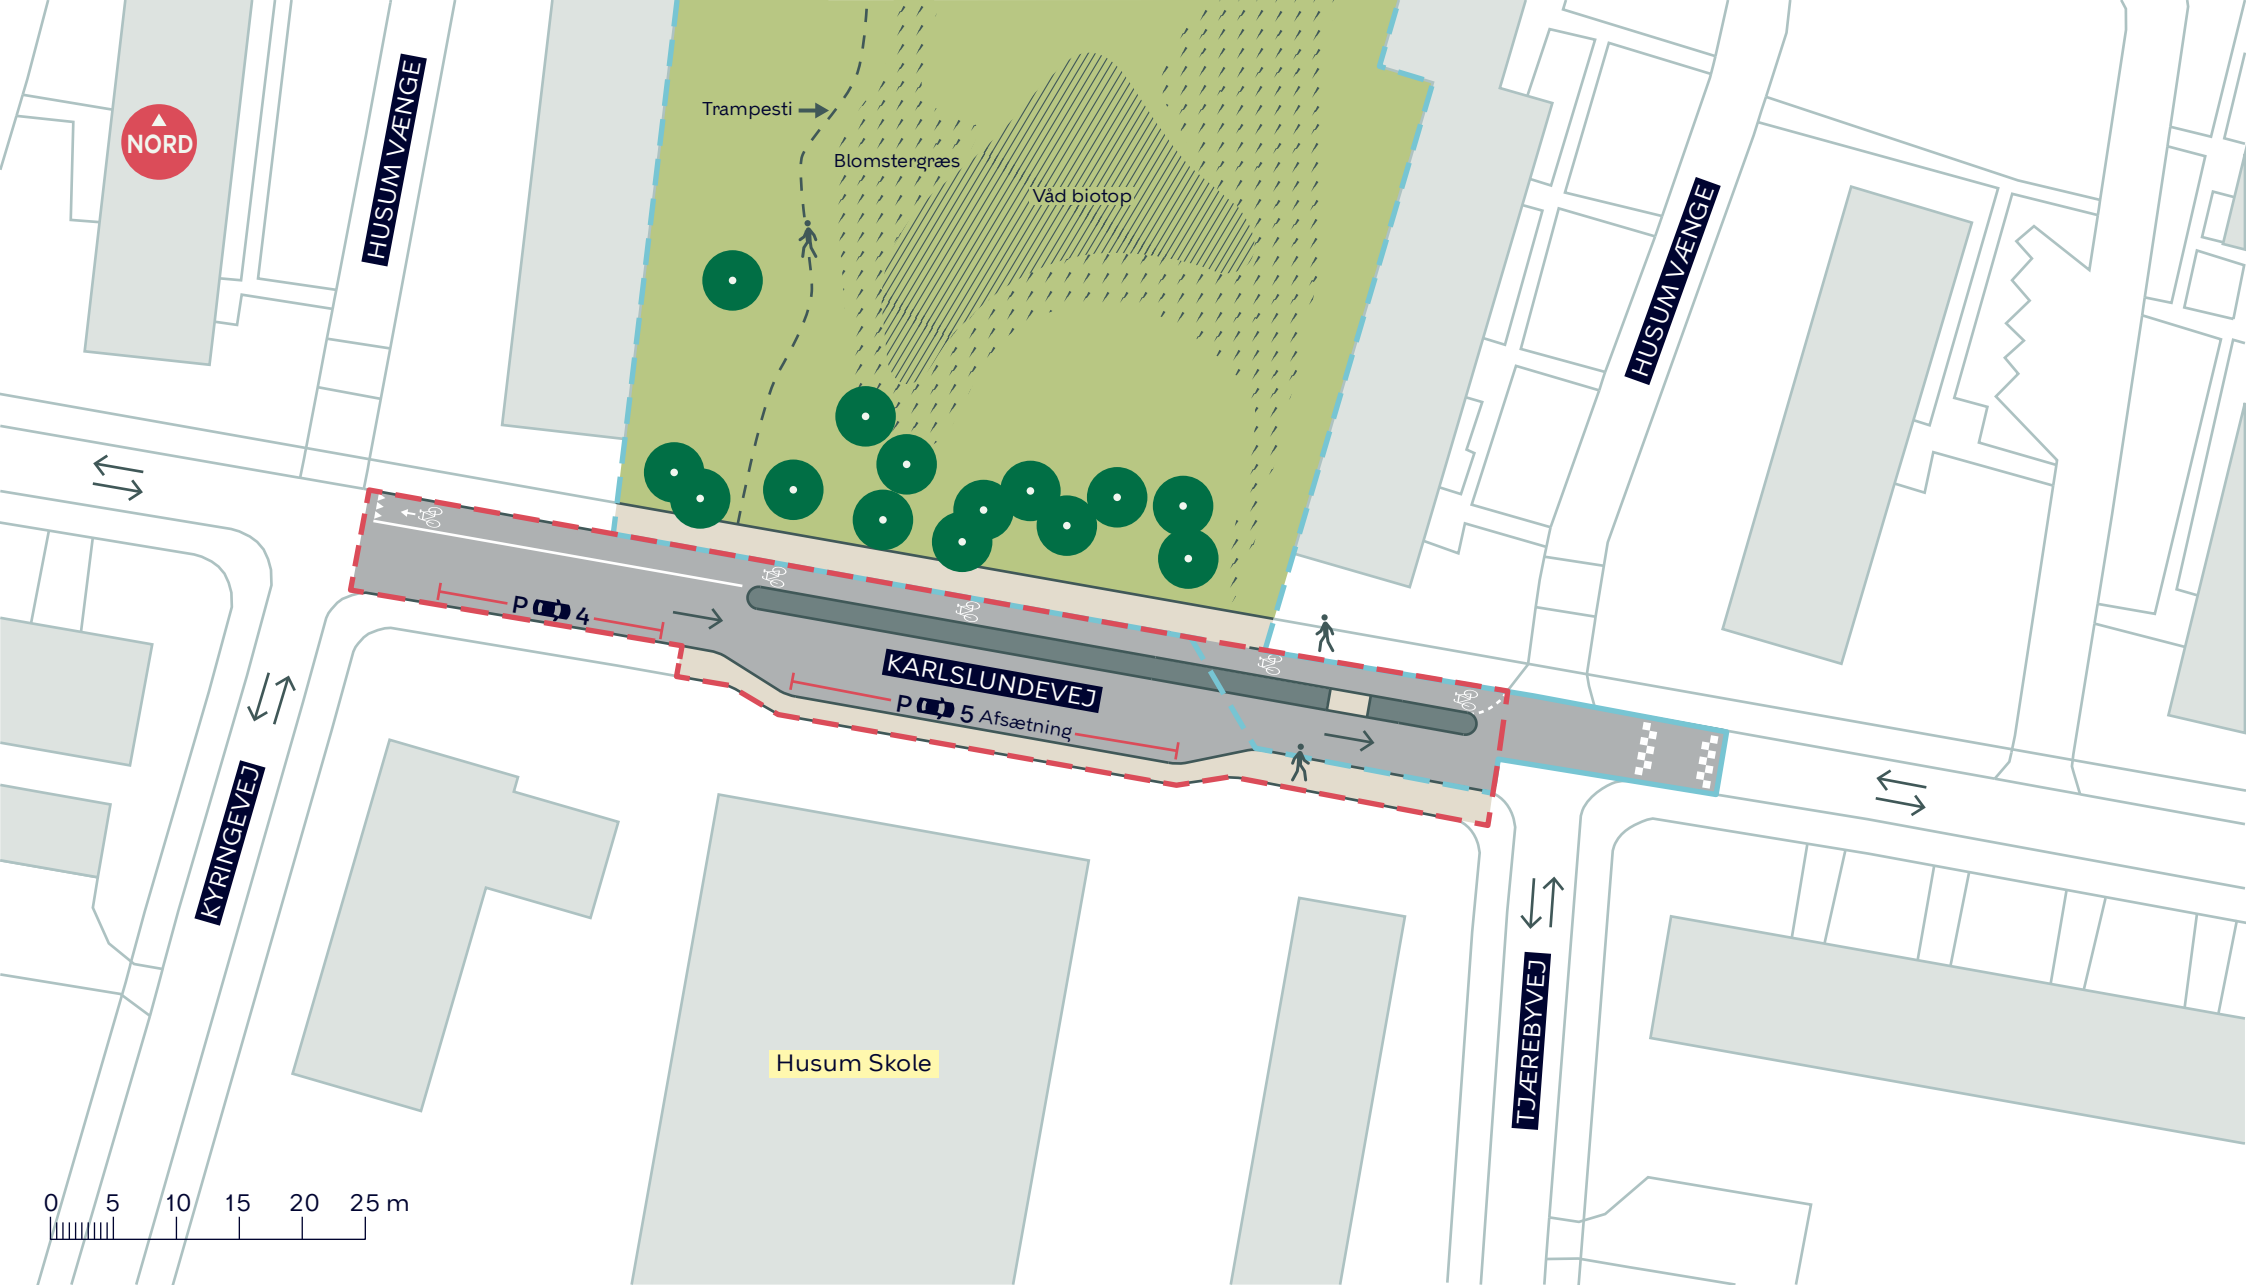 NORD
HUSUM VÆNGE
Trampesti
Blomstergræs
Våd biotop
HUSUM VÆNGE
P 4
KARLSLUNDEVEJ
P 5 Afsætning
KYRINGEVEJ
TJÆREBYVEJ
Husum Skole
0 5 10 15 20 25 m